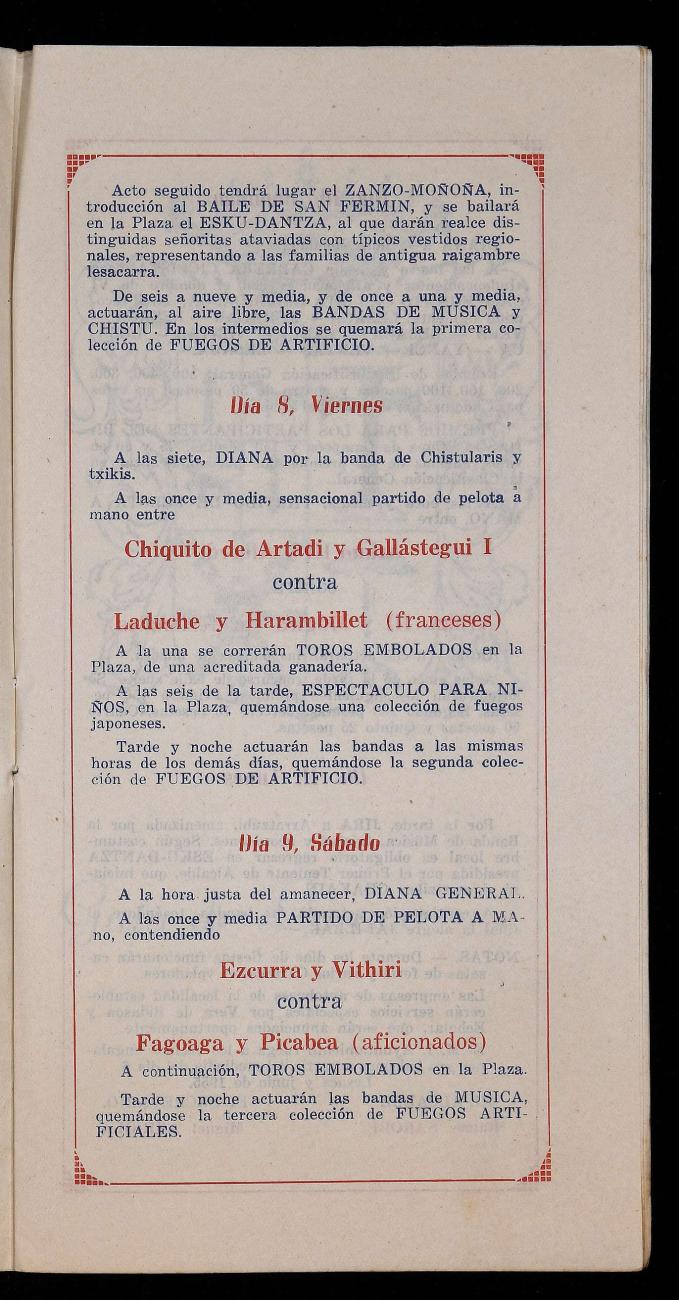 Acto seguido tendrá lugar el ZANZO-MOÑOÑA, in-
troducción al BAILE DE SAN FERMIN, y se bailará
en la Plaza el ESKU-DANTZA, al que darán realce dis-
tinguidas señoritas ataviadas con típicos vestidos regio-
nales, representando a las familias de antigua raigambre
lesacarra.
De seis a nueve y media, y de once a una y media,
actuarán, al aire libre, las BANDAS DE MUSICA y
CHISTU. En los intermedios se quemará la primera co-
lección de FUEGOS DE ARTIFICIO.
Día 8, Viernes
A las siete, DIANA por la banda de Chistularis y
txikis.
A las once y media, sensacional partido de pelota a
mano entre
Chiquito de Artadi y Gallástegui I
contra
Laduche y Harambillet (franceses)
A la una se correrán TOROS EMBOLADOS en la
Plaza, de una acreditada ganadería.
A las seis de la tarde, ESPECTACULO PARA NI-
ÑOS, en la Plaza, quemándose una colección de fuegos
japoneses.
Tarde y noche actuarán las bandas a las mismas
horas de los demás días, quemándose la segunda colec-
ción de FUEGOS DE ARTIFICIO.
Día 9, Sábado
A la hora justa del amanecer, DIANA GENERAL.
A las once y media PARTIDO DE PELOTA A MA-
no, contendiendo
Ezcurra y Vithiri
contra
Fagoaga y Picabea (aficionados)
A continuación, TOROS EMBOLADOS en la Plaza.
Tarde y noche actuarán las bandas de MUSICA,
quemándose la tercera colección de FUEGOS ARTI-
FICIALES.